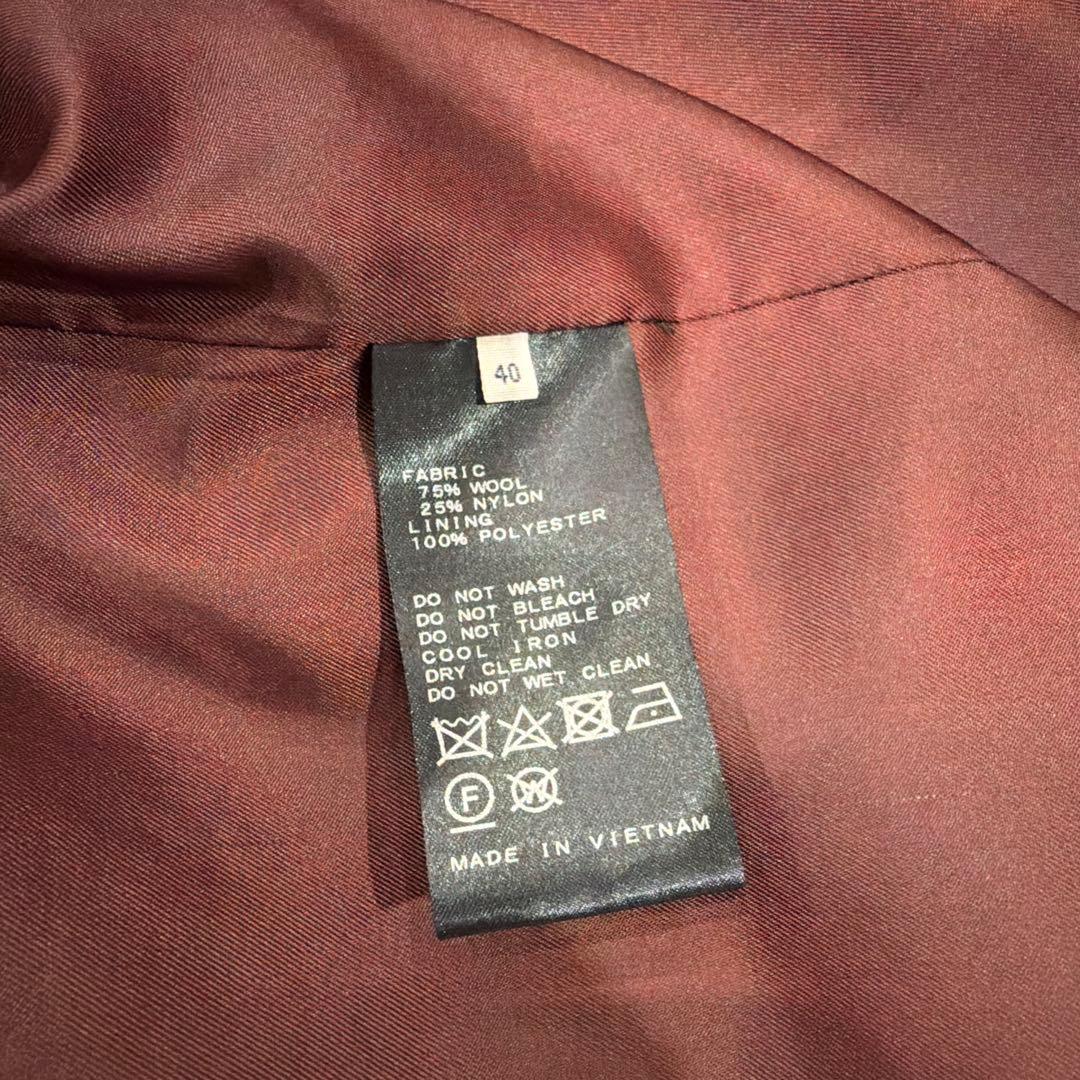 40
FABRIC
75% WOOL
25% NYLON
LINING
100% POLYESTER
DO NOT WASH
DO NOT BLEACH
DO NOT TUMBLE DRY
COOL IRON
DRY CLEAN
DO NOT WET CLEAN
F W
MADE IN VIETNAM